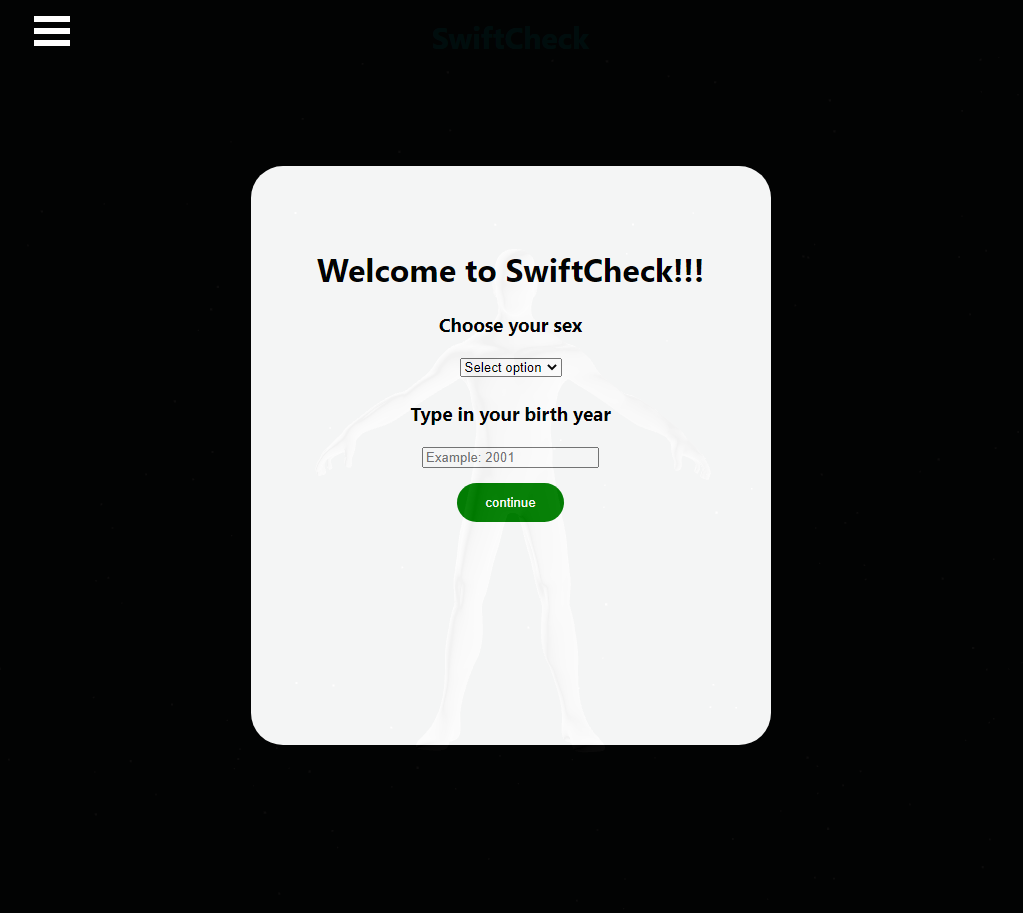 SwiftCheck
Welcome to SwiftCheck!!!
Choose your sex
Select option
Type in your birth year
Example: 2001
continue